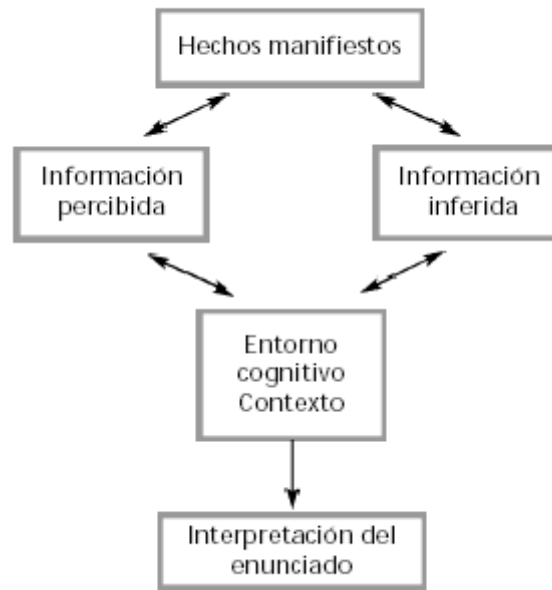 Hechos manifiestos
Información
percibida
Información
inferida
Entorno
cognitivo
Contexto
Interpretación del
enunciado